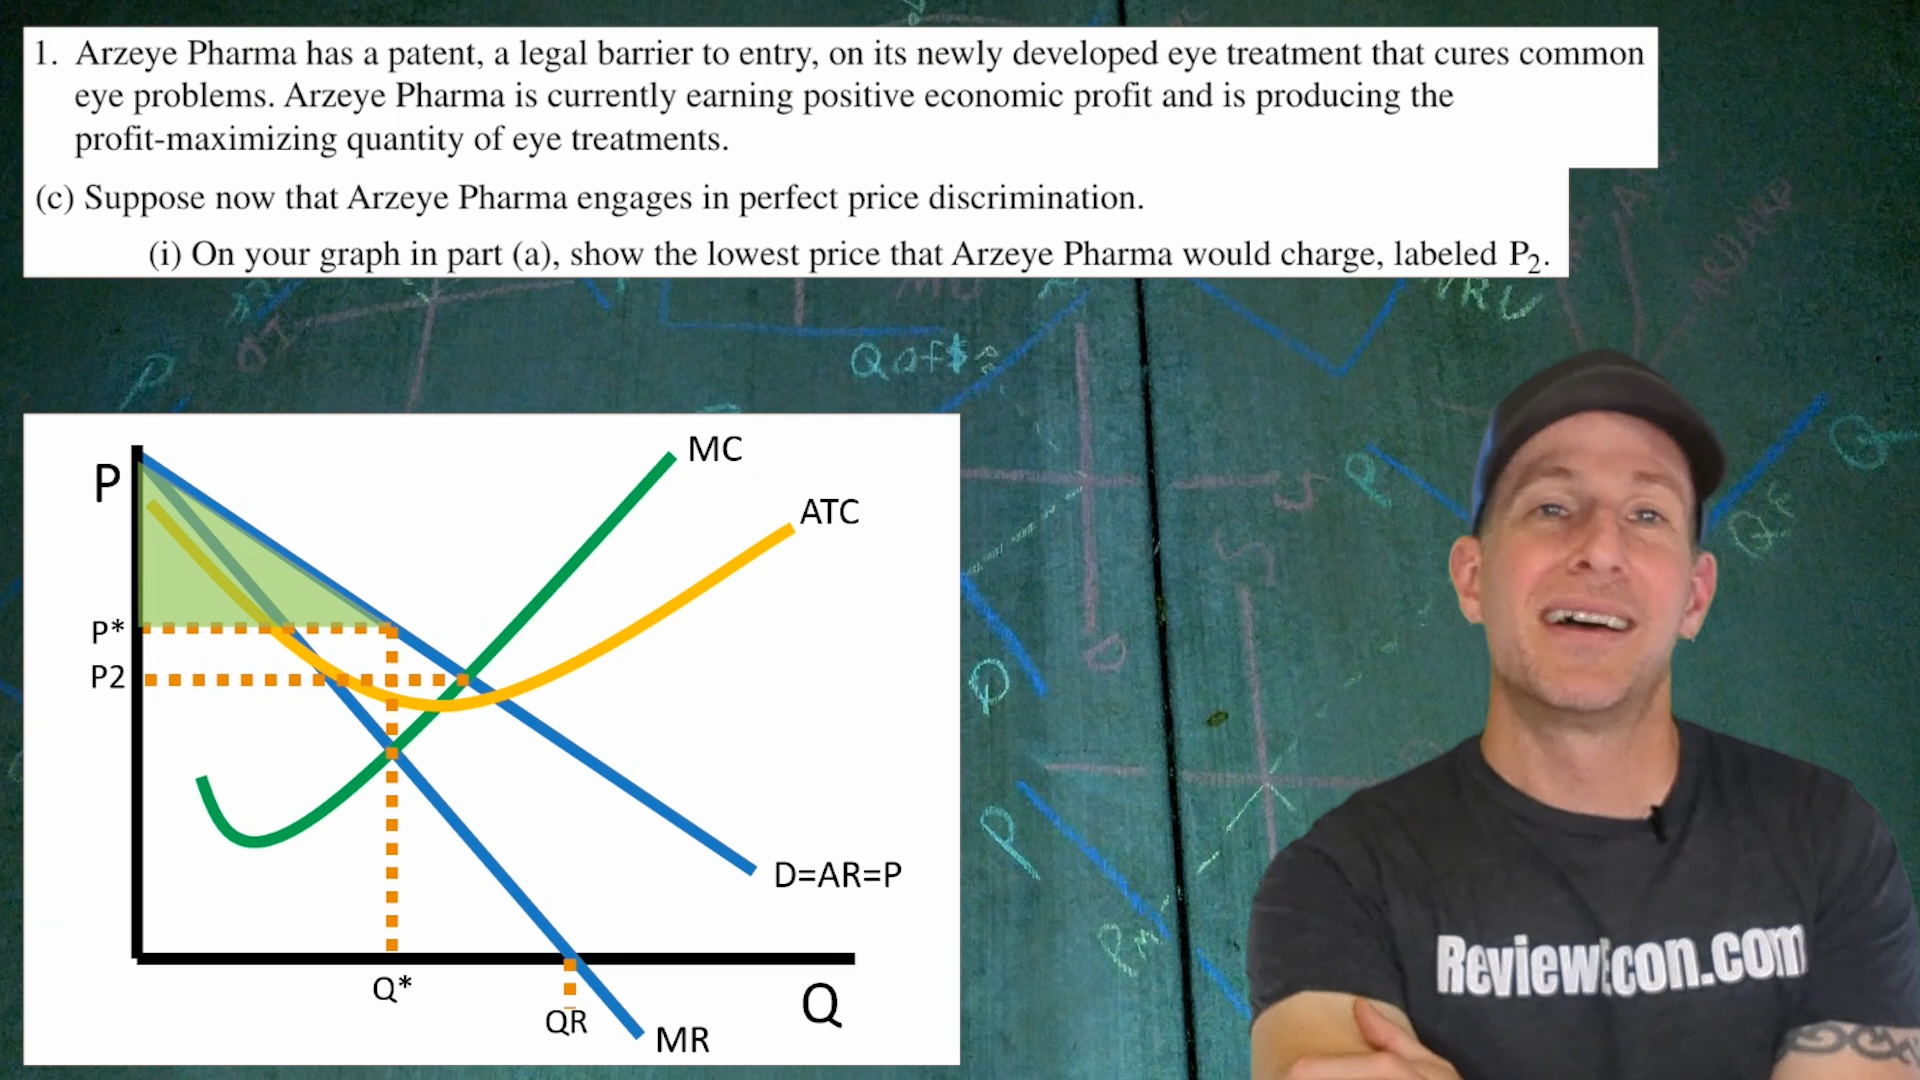 1. Arzeye Pharma has a patent, a legal barrier to entry, on its newly developed eye treatment that cures common
eye problems. Arzeye Pharma is currently earning positive economic profit and is producing the
profit-maximizing quantity of eye treatments.
(c) Suppose now that Arzeye Pharma engages in perfect price discrimination.
(i) On your graph in part (a), show the lowest price that Arzeye Pharma would charge, labeled P₂.
Q of $
P
MC
P
ATC
P*
P2
D=AR=P
Q*
Q
QR
MR
Q
P
S
D
ReviewEcon.com